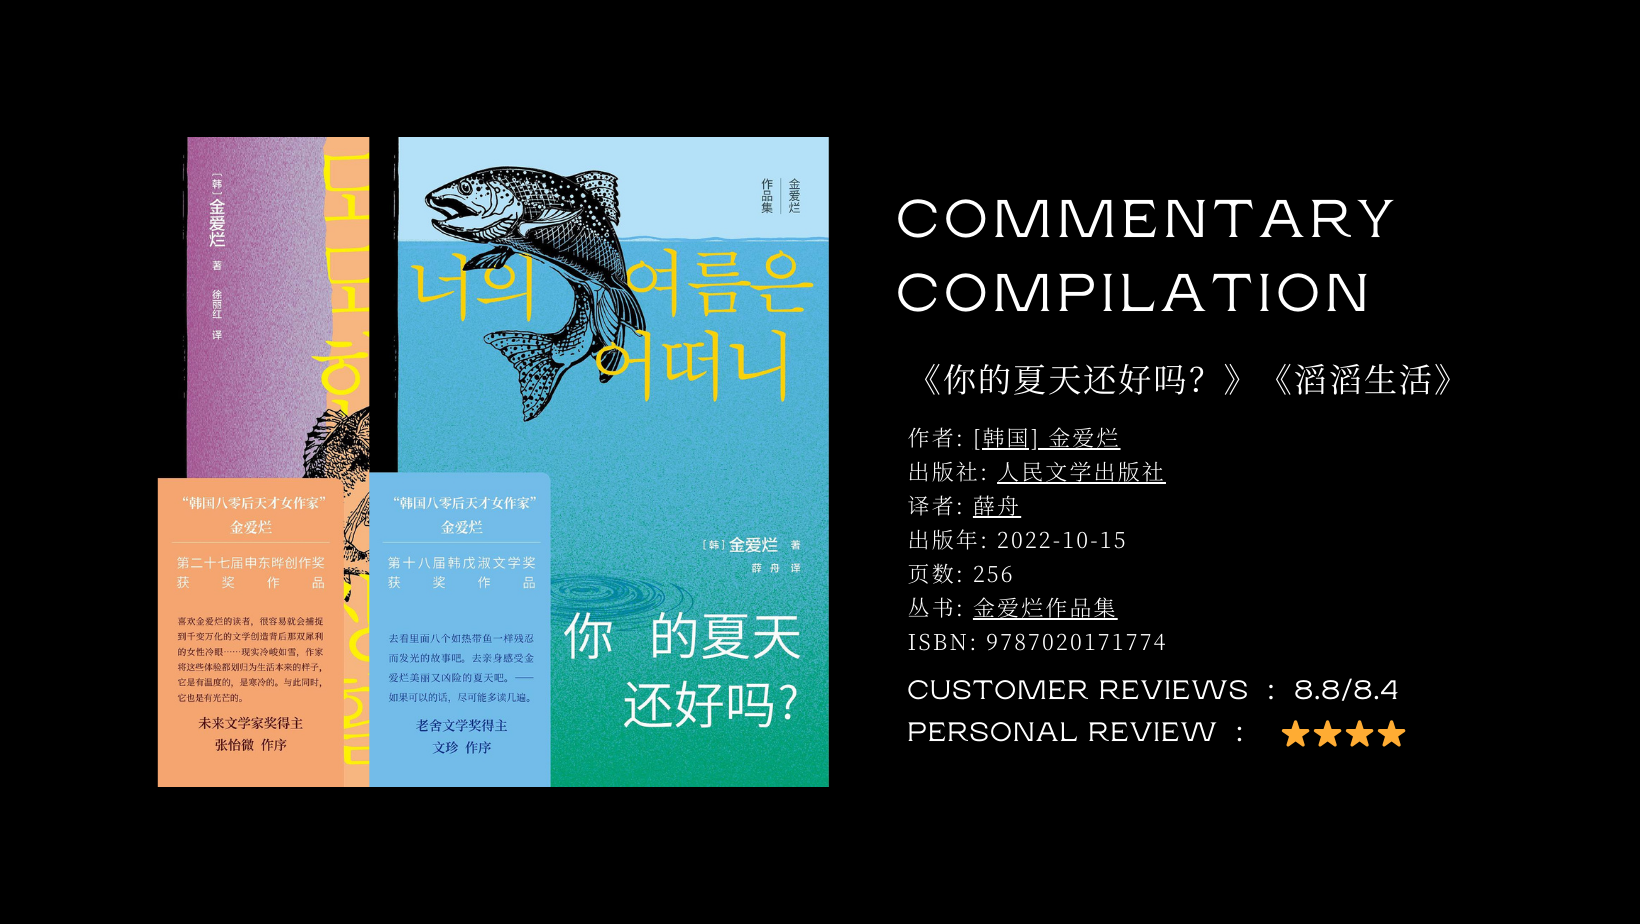 [韩]金爱烂 著 徐丽红 译
“韩国八零后天才女作家”
金爱烂
第二十七届申东晔创作奖
获奖作品
喜欢金爱烂的读者，很容易就会捕捉
到千变万化的文学创造背后那双犀利
的女性冷眼……现实冷峻如雪，作家
将这些体验都划归为生活本来的样子，
它是有温度的，是寒冷的。与此同时，
它也是有光芒的。
未来文学家奖得主
张怡微 作序
金爱烂
作品集
너의 여름은
어떠니
[韩]金爱烂 著
薛舟 译
你的夏天
还好吗?
“韩国八零后天才女作家”
金爱烂
第十八届韩戊淑文学奖
获奖作品
去看里面八个如热带鱼一样残忍
而发光的故事吧。去亲身感受金
爱烂美丽又凶险的夏天吧。——
如果可以的话，尽可能多读几遍。
老舍文学奖得主
文珍 作序
COMMENTARY
COMPILATION
《你的夏天还好吗？》《滔滔生活》
作者: [韩国] 金爱烂
出版社: 人民文学出版社
译者: 薛舟
出版年: 2022-10-15
页数: 256
丛书: 金爱烂作品集
ISBN: 9787020171774
CUSTOMER REVIEWS : 8.8/8.4
PERSONAL REVIEW :